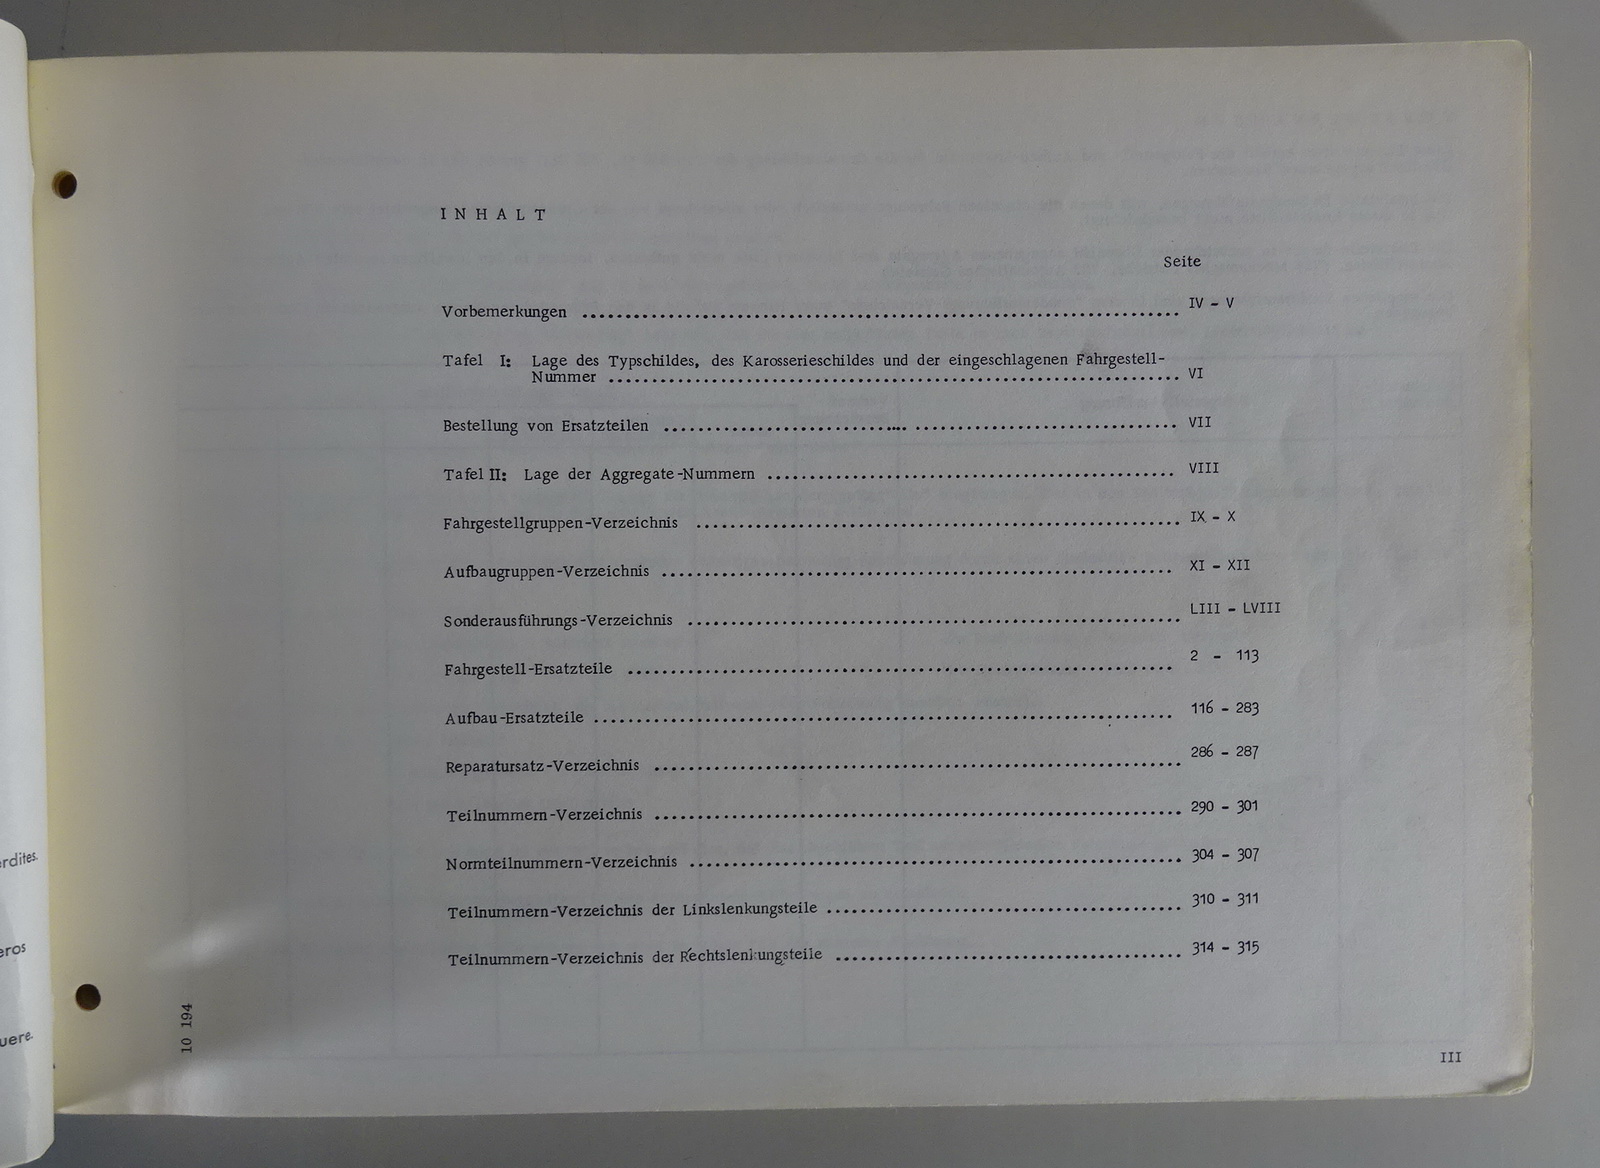 INHALT
Seite
Vorbemerkungen ........ IV - V
Tafel I: Lage des Typschildes, des Karosserieschildes und der eingeschlagenen Fahrgestell-
Nummer ........ VI
Bestellung von Ersatzteilen ........ VII
Tafel II: Lage der Aggregate-Nummern ........ VIII
Fahrgestellgruppen-Verzeichnis ........ IX - X
Aufbaugruppen-Verzeichnis ........ XI - XII
Sonderausführungs-Verzeichnis ........ LIII - LVIII
Fahrgestell-Ersatzteile ........ 2 - 113
Aufbau-Ersatzteile ........ 116 - 283
Reparatursatz-Verzeichnis ........ 286 - 287
Teilnummern-Verzeichnis ........ 290 - 301
Normteilnummern-Verzeichnis ........ 304 - 307
Teilnummern-Verzeichnis der Linkslenkungsteile ........ 310 - 311
Teilnummern-Verzeichnis der Rechtslenkungsteile ........ 314 - 315
10 194
III